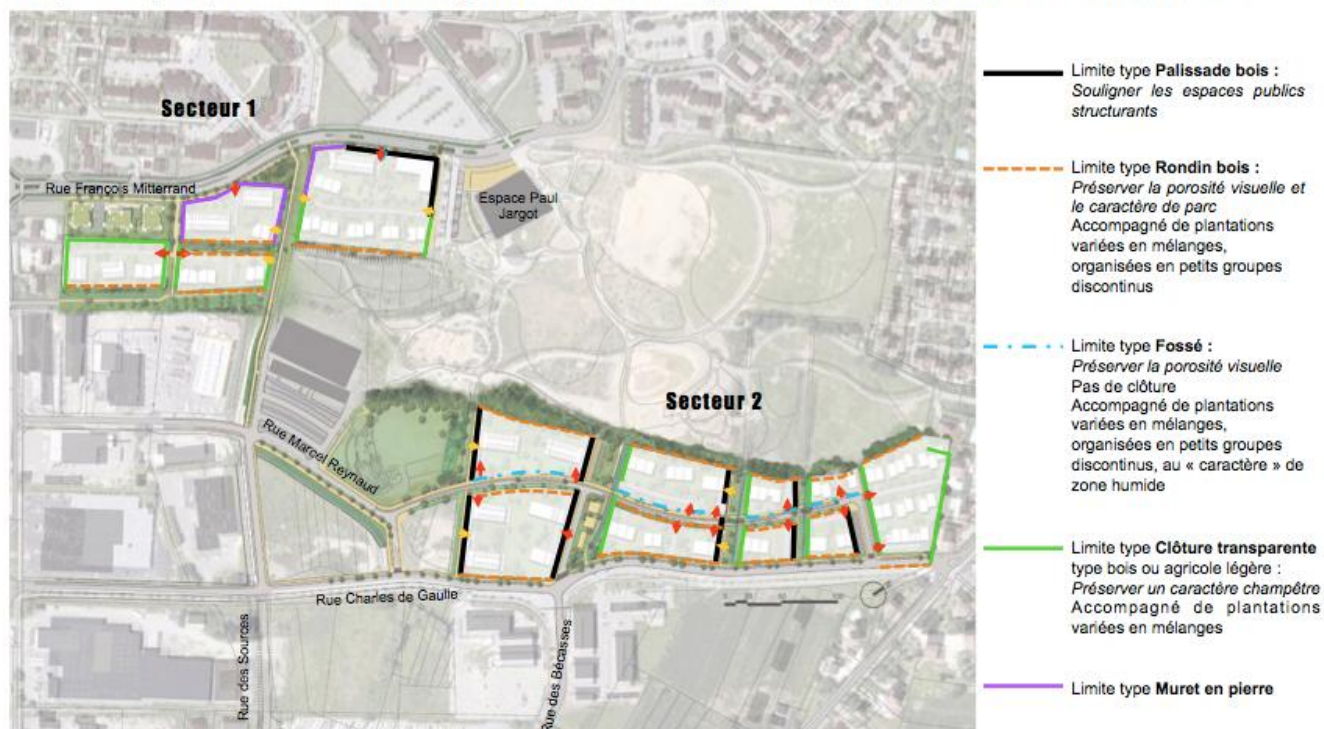 Secteur 1
Rue François Mitterrand
Espace Paul
Jargot
Secteur 2
Rue Marcel Reynaud
Rue Charles de Gaulle
Rue des Sources
Rue des Bécasses
Limite type Palissade bois :
Souligner les espaces publics
structurants
Limite type Rondin bois :
Préserver la porosité visuelle et
le caractère de parc
Accompagné de plantations
variées en mélanges,
organisées en petits groupes
discontinus
Limite type Fossé :
Préserver la porosité visuelle
Pas de clôture
Accompagné de plantations
variées en mélanges,
organisées en petits groupes
discontinus, au « caractère » de
zone humide
Limite type Clôture transparente
type bois ou agricole légère :
Préserver un caractère champêtre
Accompagné de plantations
variées en mélanges
Limite type Muret en pierre